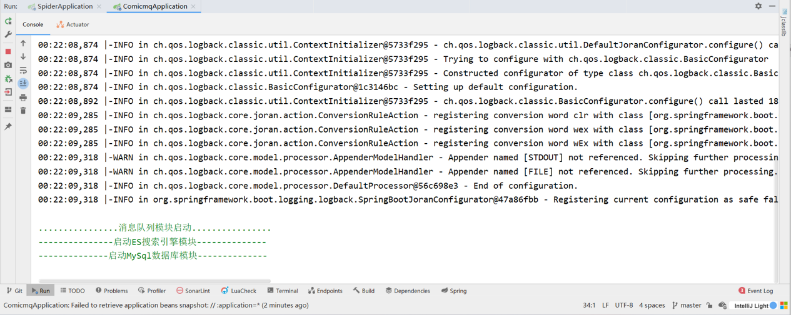 Run: SpiderApplication × ComicmqApplication ×
Console Actuator
00:22:08,874 |-INFO in ch.qos.logback.classic.util.ContextInitializer@5733f295 - ch.qos.logback.classic.util.DefaultJoranConfigurator.configure() ca
00:22:08,874 |-INFO in ch.qos.logback.classic.util.ContextInitializer@5733f295 - Trying to configure with ch.qos.logback.classic.BasicConfigurator
00:22:08,874 |-INFO in ch.qos.logback.classic.util.ContextInitializer@5733f295 - Constructed configurator of type class ch.qos.logback.classic.Basic
00:22:08,874 |-INFO in ch.qos.logback.classic.BasicConfigurator@1c3146bc - Setting up default configuration.
00:22:08,892 |-INFO in ch.qos.logback.classic.util.ContextInitializer@5733f295 - ch.qos.logback.classic.BasicConfigurator.configure() call lasted 18
00:22:09,285 |-INFO in ch.qos.logback.core.joran.action.ConversionRuleAction - registering conversion word clr with class [org.springframework.boot.
00:22:09,285 |-INFO in ch.qos.logback.core.joran.action.ConversionRuleAction - registering conversion word wex with class [org.springframework.boot.
00:22:09,285 |-INFO in ch.qos.logback.core.joran.action.ConversionRuleAction - registering conversion word wEx with class [org.springframework.boot.
00:22:09,318 |-WARN in ch.qos.logback.core.model.processor.AppenderModelHandler - Appender named [STDOUT] not referenced. Skipping further processin
00:22:09,318 |-WARN in ch.qos.logback.core.model.processor.AppenderModelHandler - Appender named [FILE] not referenced. Skipping further processing.
00:22:09,318 |-INFO in ch.qos.logback.core.model.processor.DefaultProcessor@56c698e3 - End of configuration.
00:22:09,318 |-INFO in org.springframework.boot.logging.logback.SpringBootJoranConfigurator@47a86fbb - Registering current configuration as safe fal
...............消息队列模块启动...............
--------------启动ES搜索引擎模块-------------
-------------启动MySql数据库模块-------------
Git Run TODO Problems Profiler SonarLint LuaCheck Terminal Endpoints Build Dependencies Spring Event Log
ComicmqApplication: Failed to retrieve application beans snapshot: // :application=* (2 minutes ago) 34:1 LF UTF-8 4 spaces master IntelliJ Light